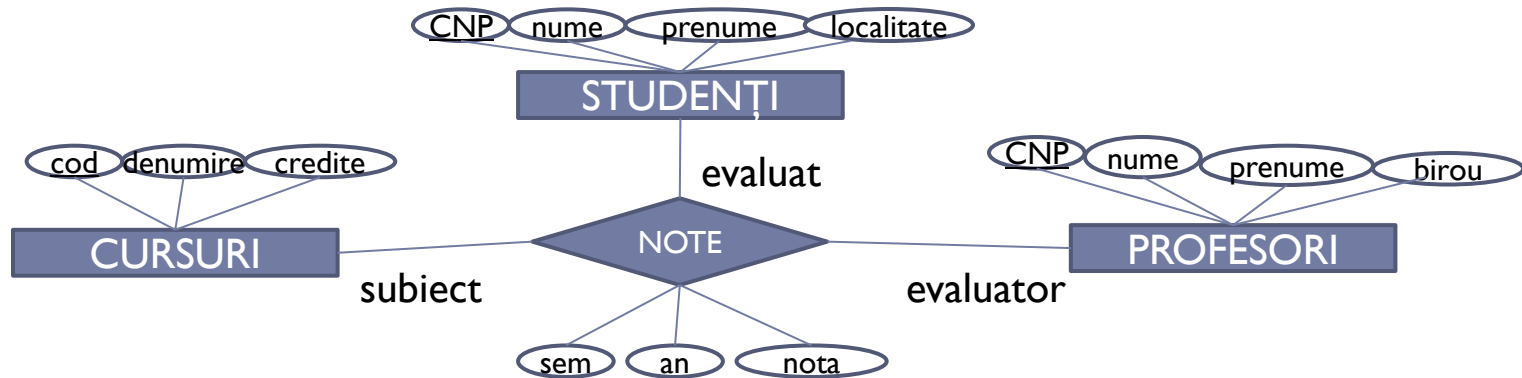 CNP nume prenume localitate
STUDENȚI
cod denumire credite
CNP nume prenume birou
evaluat
CURSURI
NOTE
PROFESORI
subiect
evaluator
sem an nota